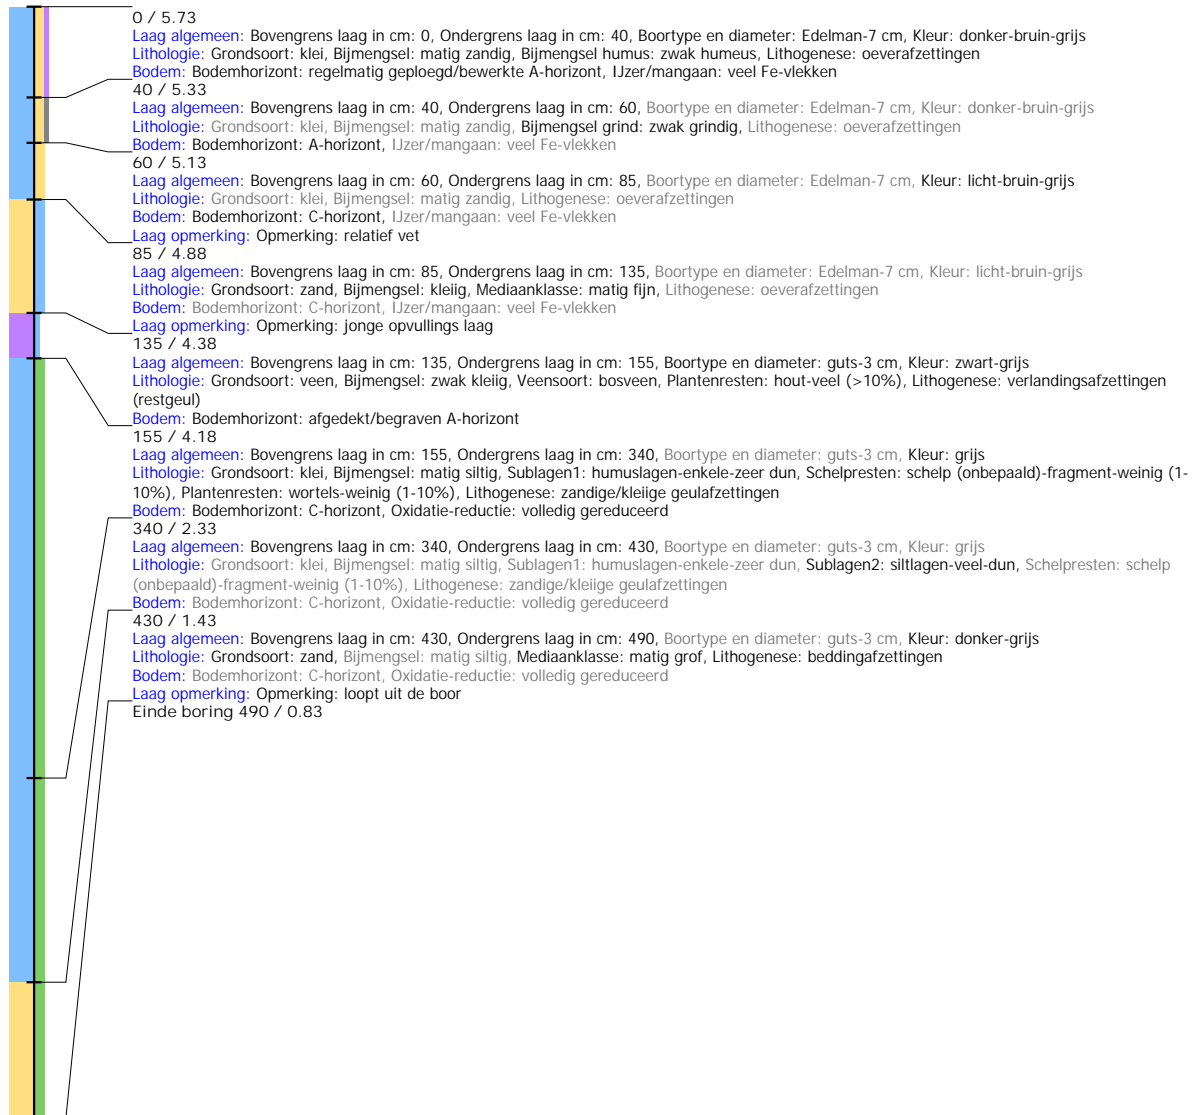 0 / 5.73
Laag algemeen: Bovengrens laag in cm: 0, Ondergrens laag in cm: 40, Boortype en diameter: Edelman-7 cm, Kleur: donker-bruin-grijs
Lithologie: Grondsoort: klei, Bijmengsel: matig zandig, Bijmengsel humus: zwak humeus, Lithogenese: oeverafzettingen
Bodem: Bodemhorizont: regelmatig geploegd/bewerkte A-horizont, IJzer/mangaan: veel Fe-vlekken
40 / 5.33
Laag algemeen: Bovengrens laag in cm: 40, Ondergrens laag in cm: 60, Boortype en diameter: Edelman-7 cm, Kleur: donker-bruin-grijs
Lithologie: Grondsoort: klei, Bijmengsel: matig zandig, Bijmengsel grind: zwak grindig, Lithogenese: oeverafzettingen
Bodem: Bodemhorizont: A-horizont, IJzer/mangaan: veel Fe-vlekken
60 / 5.13
Laag algemeen: Bovengrens laag in cm: 60, Ondergrens laag in cm: 85, Boortype en diameter: Edelman-7 cm, Kleur: licht-bruin-grijs
Lithologie: Grondsoort: klei, Bijmengsel: matig zandig, Lithogenese: oeverafzettingen
Bodem: Bodemhorizont: C-horizont, IJzer/mangaan: veel Fe-vlekken
Laag opmerking: Opmerking: relatief vet
85 / 4.88
Laag algemeen: Bovengrens laag in cm: 85, Ondergrens laag in cm: 135, Boortype en diameter: Edelman-7 cm, Kleur: licht-bruin-grijs
Lithologie: Grondsoort: zand, Bijmengsel: kleiig, Mediaanklasse: matig fijn, Lithogenese: oeverafzettingen
Bodem: Bodemhorizont: C-horizont, IJzer/mangaan: veel Fe-vlekken
Laag opmerking: Opmerking: jonge opvullings laag
135 / 4.38
Laag algemeen: Bovengrens laag in cm: 135, Ondergrens laag in cm: 155, Boortype en diameter: guts-3 cm, Kleur: zwart-grijs
Lithologie: Grondsoort: veen, Bijmengsel: zwak kleiig, Veensoort: bosveen, Plantenresten: hout-veel (>10%), Lithogenese: verlandingsafzettingen
(restgeul)
Bodem: Bodemhorizont: afgedekt/begraven A-horizont
155 / 4.18
Laag algemeen: Bovengrens laag in cm: 155, Ondergrens laag in cm: 340, Boortype en diameter: guts-3 cm, Kleur: grijs
Lithologie: Grondsoort: klei, Bijmengsel: matig siltig, Sublagen1: humuslagen-enkele-zeer dun, Schelpresten: schelp (onbepaald)-fragment-weinig (1-
10%), Plantenresten: wortels-weinig (1-10%), Lithogenese: zandige/kleiige geulafzettingen
Bodem: Bodemhorizont: C-horizont, Oxidatie-reductie: volledig gereduceerd
340 / 2.33
Laag algemeen: Bovengrens laag in cm: 340, Ondergrens laag in cm: 430, Boortype en diameter: guts-3 cm, Kleur: grijs
Lithologie: Grondsoort: klei, Bijmengsel: matig siltig, Sublagen1: humuslagen-enkele-zeer dun, Sublagen2: siltlagen-veel-dun, Schelpresten: schelp
(onbepaald)-fragment-weinig (1-10%), Lithogenese: zandige/kleiige geulafzettingen
Bodem: Bodemhorizont: C-horizont, Oxidatie-reductie: volledig gereduceerd
430 / 1.43
Laag algemeen: Bovengrens laag in cm: 430, Ondergrens laag in cm: 490, Boortype en diameter: guts-3 cm, Kleur: donker-grijs
Lithologie: Grondsoort: zand, Bijmengsel: matig siltig, Mediaanklasse: matig grof, Lithogenese: beddingafzettingen
Bodem: Bodemhorizont: C-horizont, Oxidatie-reductie: volledig gereduceerd
Laag opmerking: Opmerking: loopt uit de boor
Einde boring 490 / 0.83